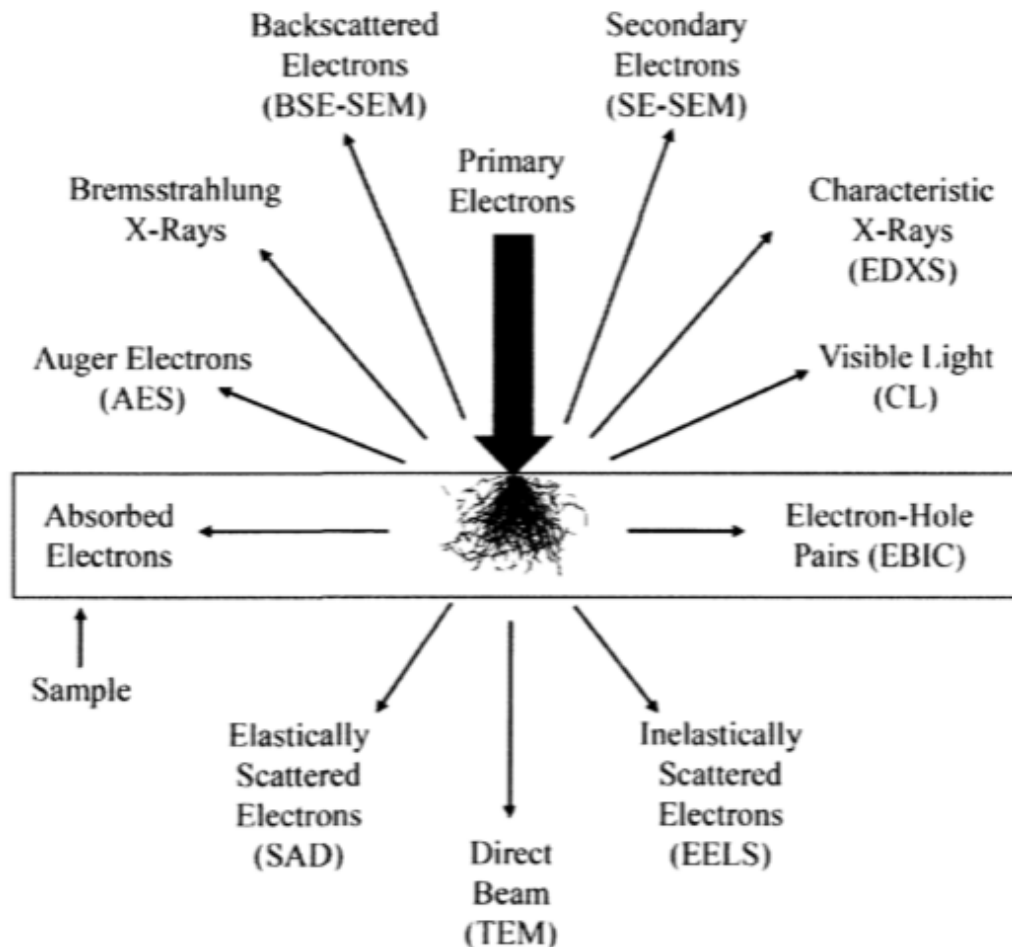 Backscattered
Electrons
(BSE-SEM)
Secondary
Electrons
(SE-SEM)
Primary
Electrons
Bremsstrahlung
X-Rays
Characteristic
X-Rays
(EDXS)
Auger Electrons
(AES)
Visible Light
(CL)
Absorbed
Electrons
Electron-Hole
Pairs (EBIC)
Sample
Elastically
Scattered
Electrons
(SAD)
Direct
Beam
(TEM)
Inelastically
Scattered
Electrons
(EELS)